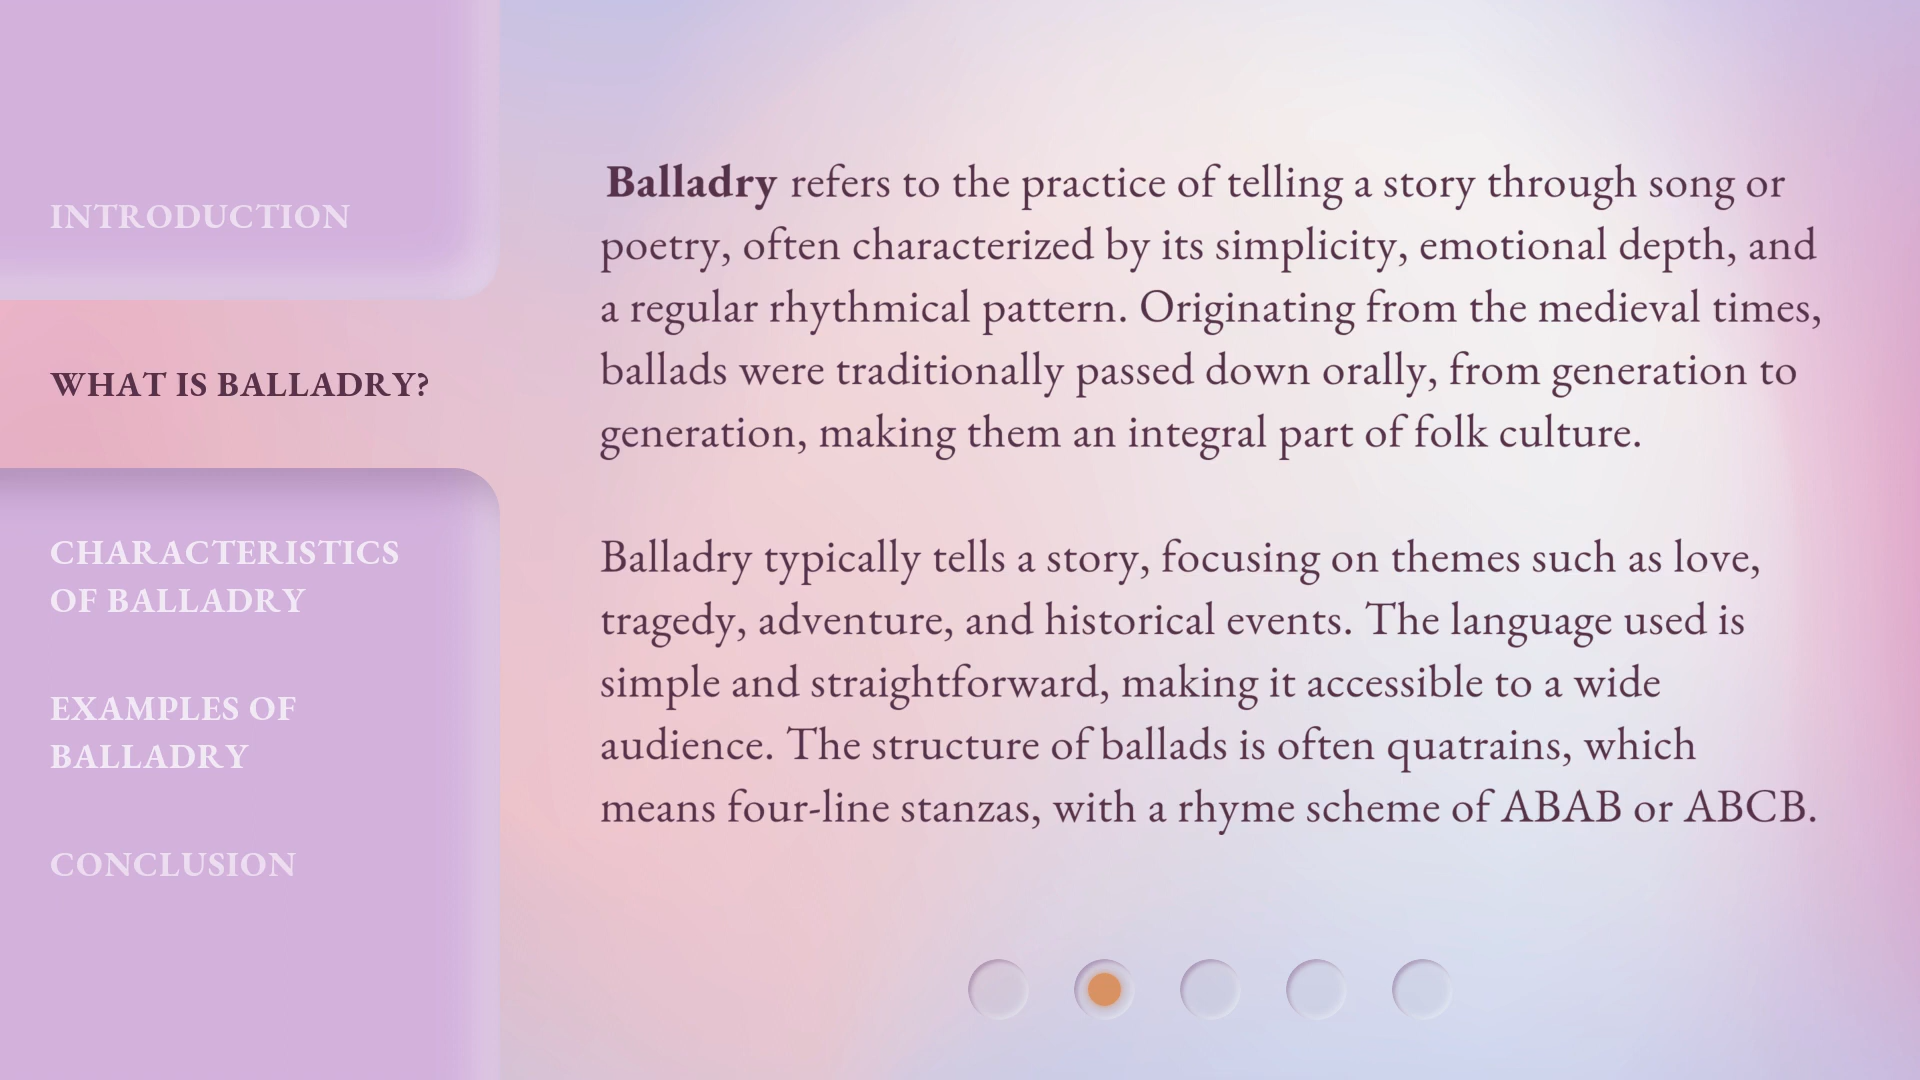 INTRODUCTION
WHAT IS BALLADRY?
CHARACTERISTICS
OF BALLADRY
EXAMPLES OF
BALLADRY
CONCLUSION
Balladry refers to the practice of telling a story through song or
poetry, often characterized by its simplicity, emotional depth, and
a regular rhythmical pattern. Originating from the medieval times,
ballads were traditionally passed down orally, from generation to
generation, making them an integral part of folk culture.
Balladry typically tells a story, focusing on themes such as love,
tragedy, adventure, and historical events. The language used is
simple and straightforward, making it accessible to a wide
audience. The structure of ballads is often quatrains, which
means four-line stanzas, with a rhyme scheme of ABAB or ABCB.